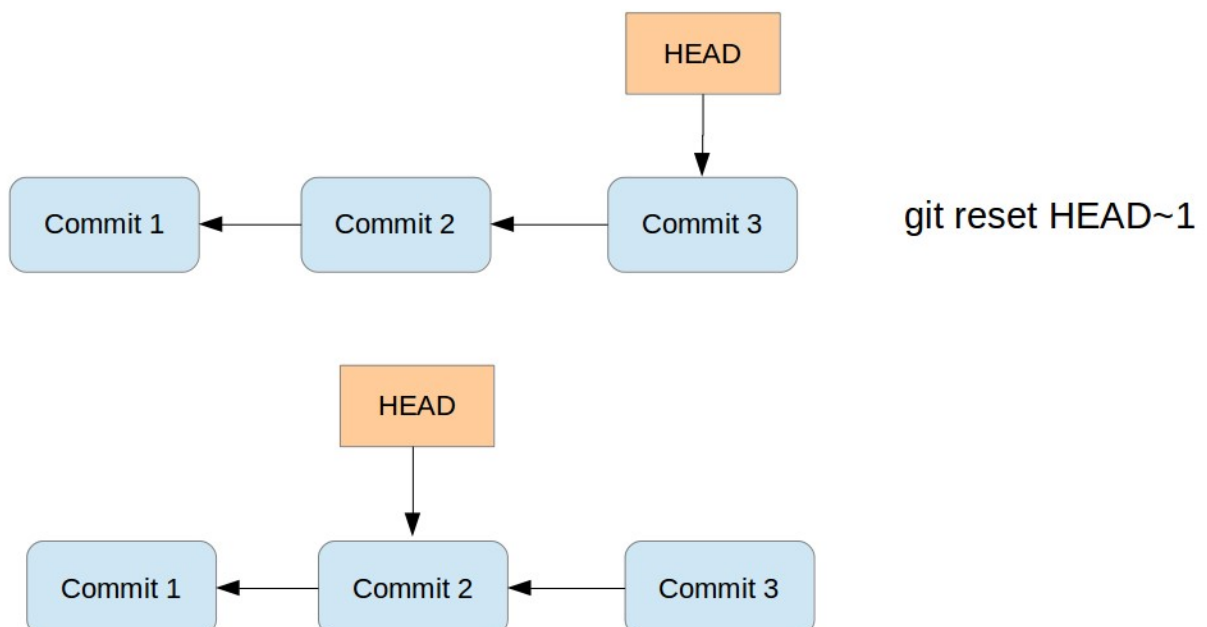 HEAD
Commit 1
Commit 2
Commit 3
git reset HEAD~1
HEAD
Commit 1
Commit 2
Commit 3